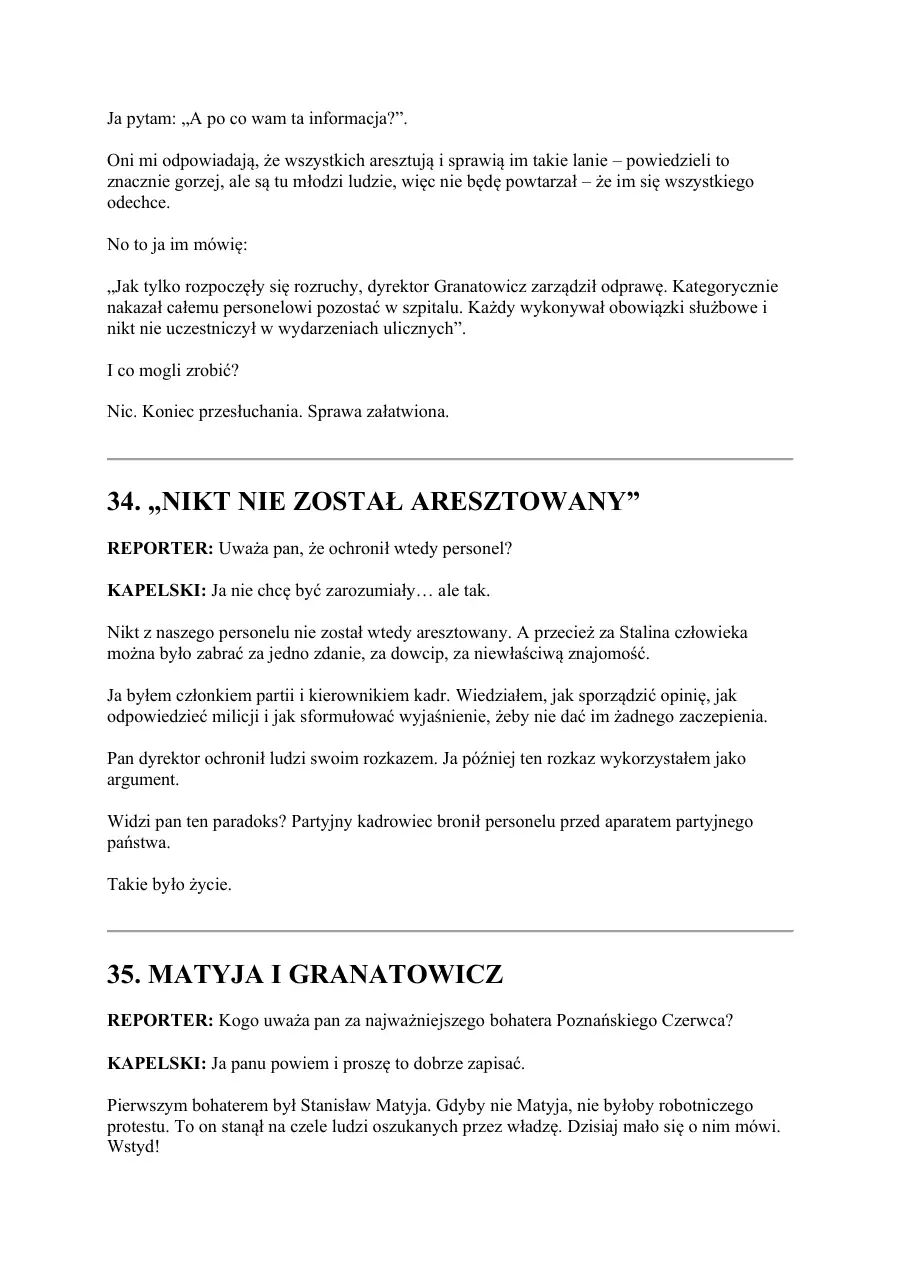 Ja pytam: „A po co wam ta informacja?”.
Oni mi odpowiadają, że wszystkich aresztują i sprawią im takie lanie – powiedzieli to
znacznie gorzej, ale są tu młodzi ludzie, więc nie będę powtarzał – że im się wszystkiego
odechce.
No to ja im mówię:
„Jak tylko rozpoczęły się rozruchy, dyrektor Granatowicz zarządził odprawę. Kategorycznie
nakazał całemu personelowi pozostać w szpitalu. Każdy wykonywał obowiązki służbowe i
nikt nie uczestniczył w wydarzeniach ulicznych”.
I co mogli zrobić?
Nic. Koniec przesłuchania. Sprawa załatwiona.
34. „NIKT NIE ZOSTAŁ ARESZTOWANY”
REPORTER: Uważa pan, że ochronił wtedy personel?
KAPELSKI: Ja nie chcę być zarozumiały… ale tak.
Nikt z naszego personelu nie został wtedy aresztowany. A przecież za Stalina człowieka
można było zabrać za jedno zdanie, za dowcip, za niewłaściwą znajomość.
Ja byłem członkiem partii i kierownikiem kadr. Wiedziałem, jak sporządzić opinię, jak
odpowiedzieć milicji i jak sformułować wyjaśnienie, żeby nie dać im żadnego zaczepienia.
Pan dyrektor ochronił ludzi swoim rozkazem. Ja później ten rozkaz wykorzystałem jako
argument.
Widzi pan ten paradoks? Partyjny kadrowiec bronił personelu przed aparatem partyjnego
państwa.
Takie było życie.
35. MATYJA I GRANATOWICZ
REPORTER: Kogo uważa pan za najważniejszego bohatera Poznańskiego Czerwca?
KAPELSKI: Ja panu powiem i proszę to dobrze zapisać.
Pierwszym bohaterem był Stanisław Matyja. Gdyby nie Matyja, nie byłoby robotniczego
protestu. To on stanął na czele ludzi oszukanych przez władzę. Dzisiaj mało się o nim mówi.
Wstyd!